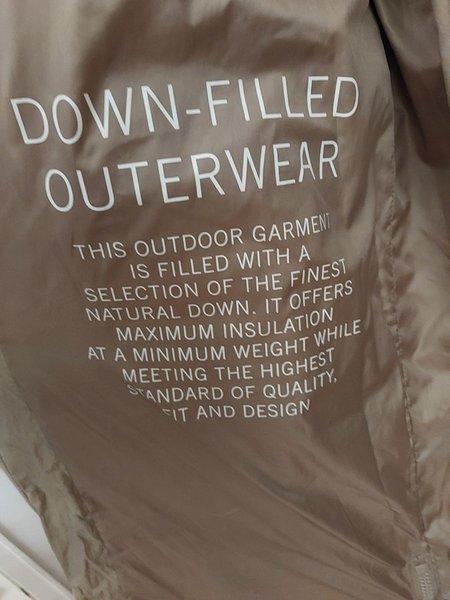 DOWN-FILLED
OUTERWEAR
THIS OUTDOOR GARMENT
IS FILLED WITH A
SELECTION OF THE FINEST
NATURAL DOWN. IT OFFERS
MAXIMUM INSULATION
AT A MINIMUM WEIGHT WHILE
MEETING THE HIGHEST
STANDARD OF QUALITY,
FIT AND DESIGN